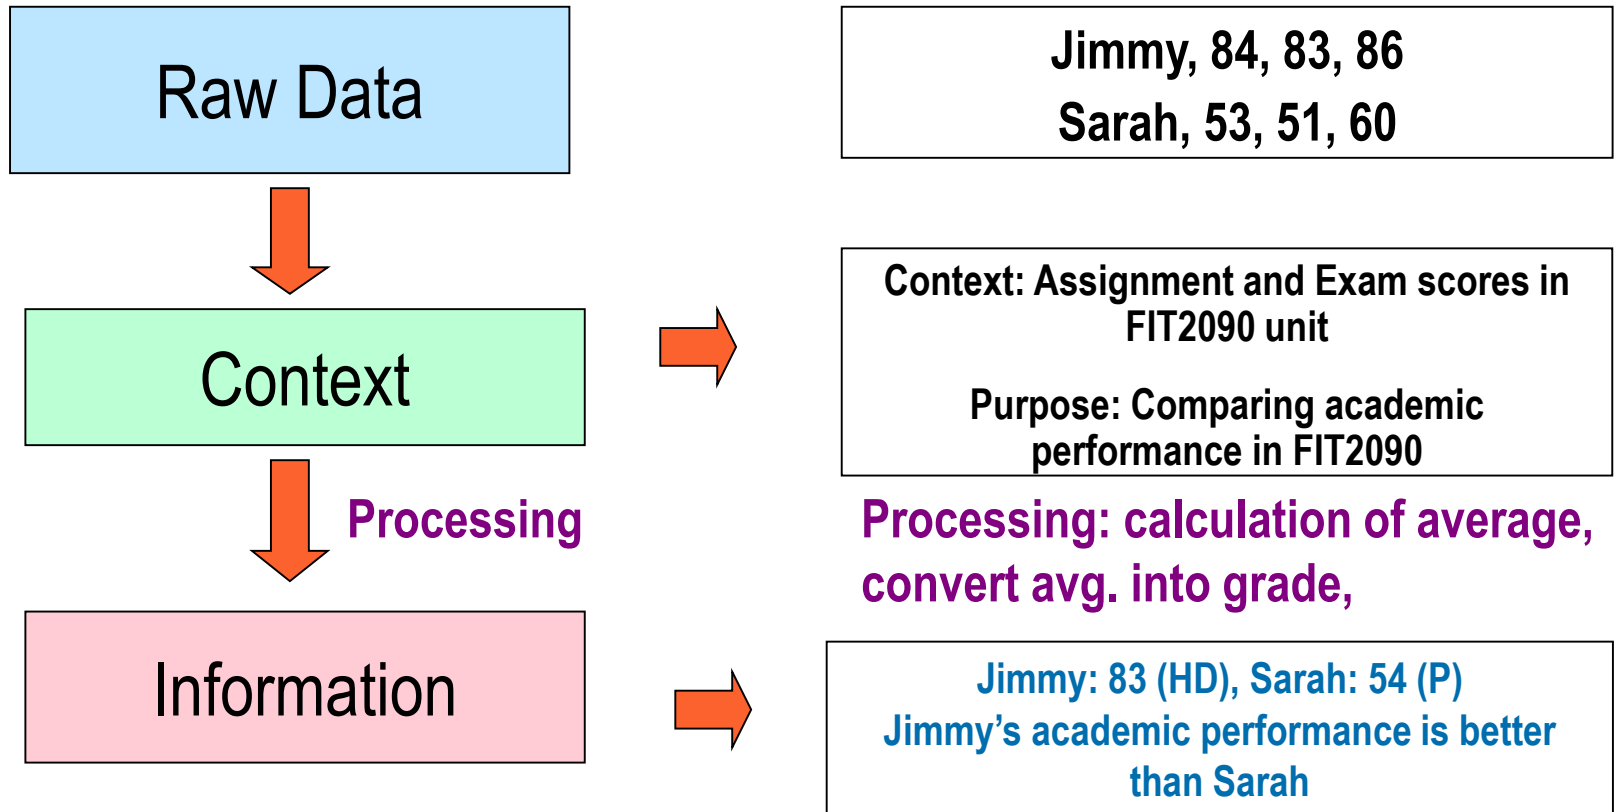 Raw Data
Jimmy, 84, 83, 86
Sarah, 53, 51, 60
Context
Context: Assignment and Exam scores in
FIT2090 unit
Purpose: Comparing academic
performance in FIT2090
Processing
Processing: calculation of average,
convert avg. into grade,
Information
Jimmy: 83 (HD), Sarah: 54 (P)
Jimmy’s academic performance is better
than Sarah